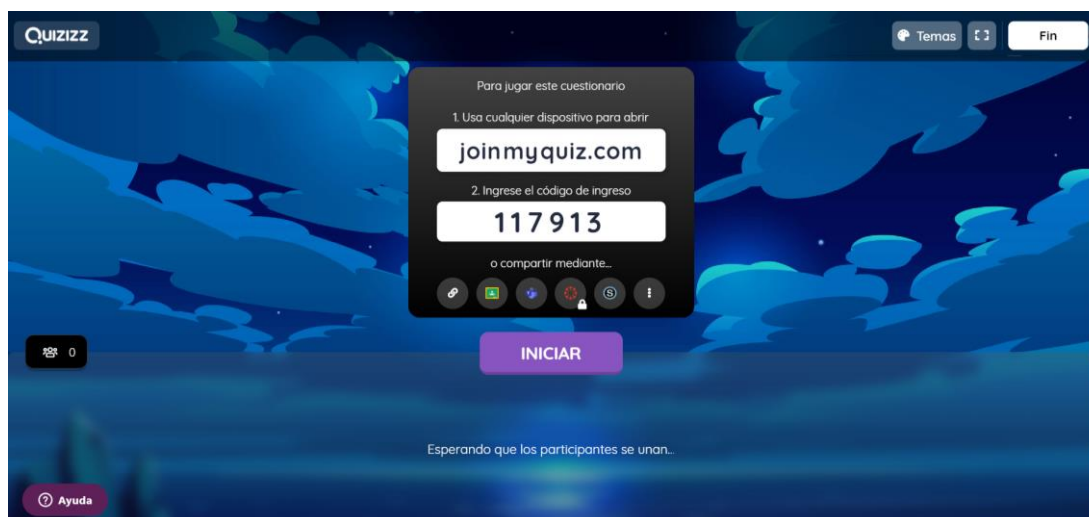 QUIZIZZ
Temas
Fin
Para jugar este cuestionario
1. Usa cualquier dispositivo para abrir
joinmyquiz.com
2. Ingrese el código de ingreso
117913
o compartir mediante...
S
INICIAR
0
Esperando que los participantes se unan...
? Ayuda